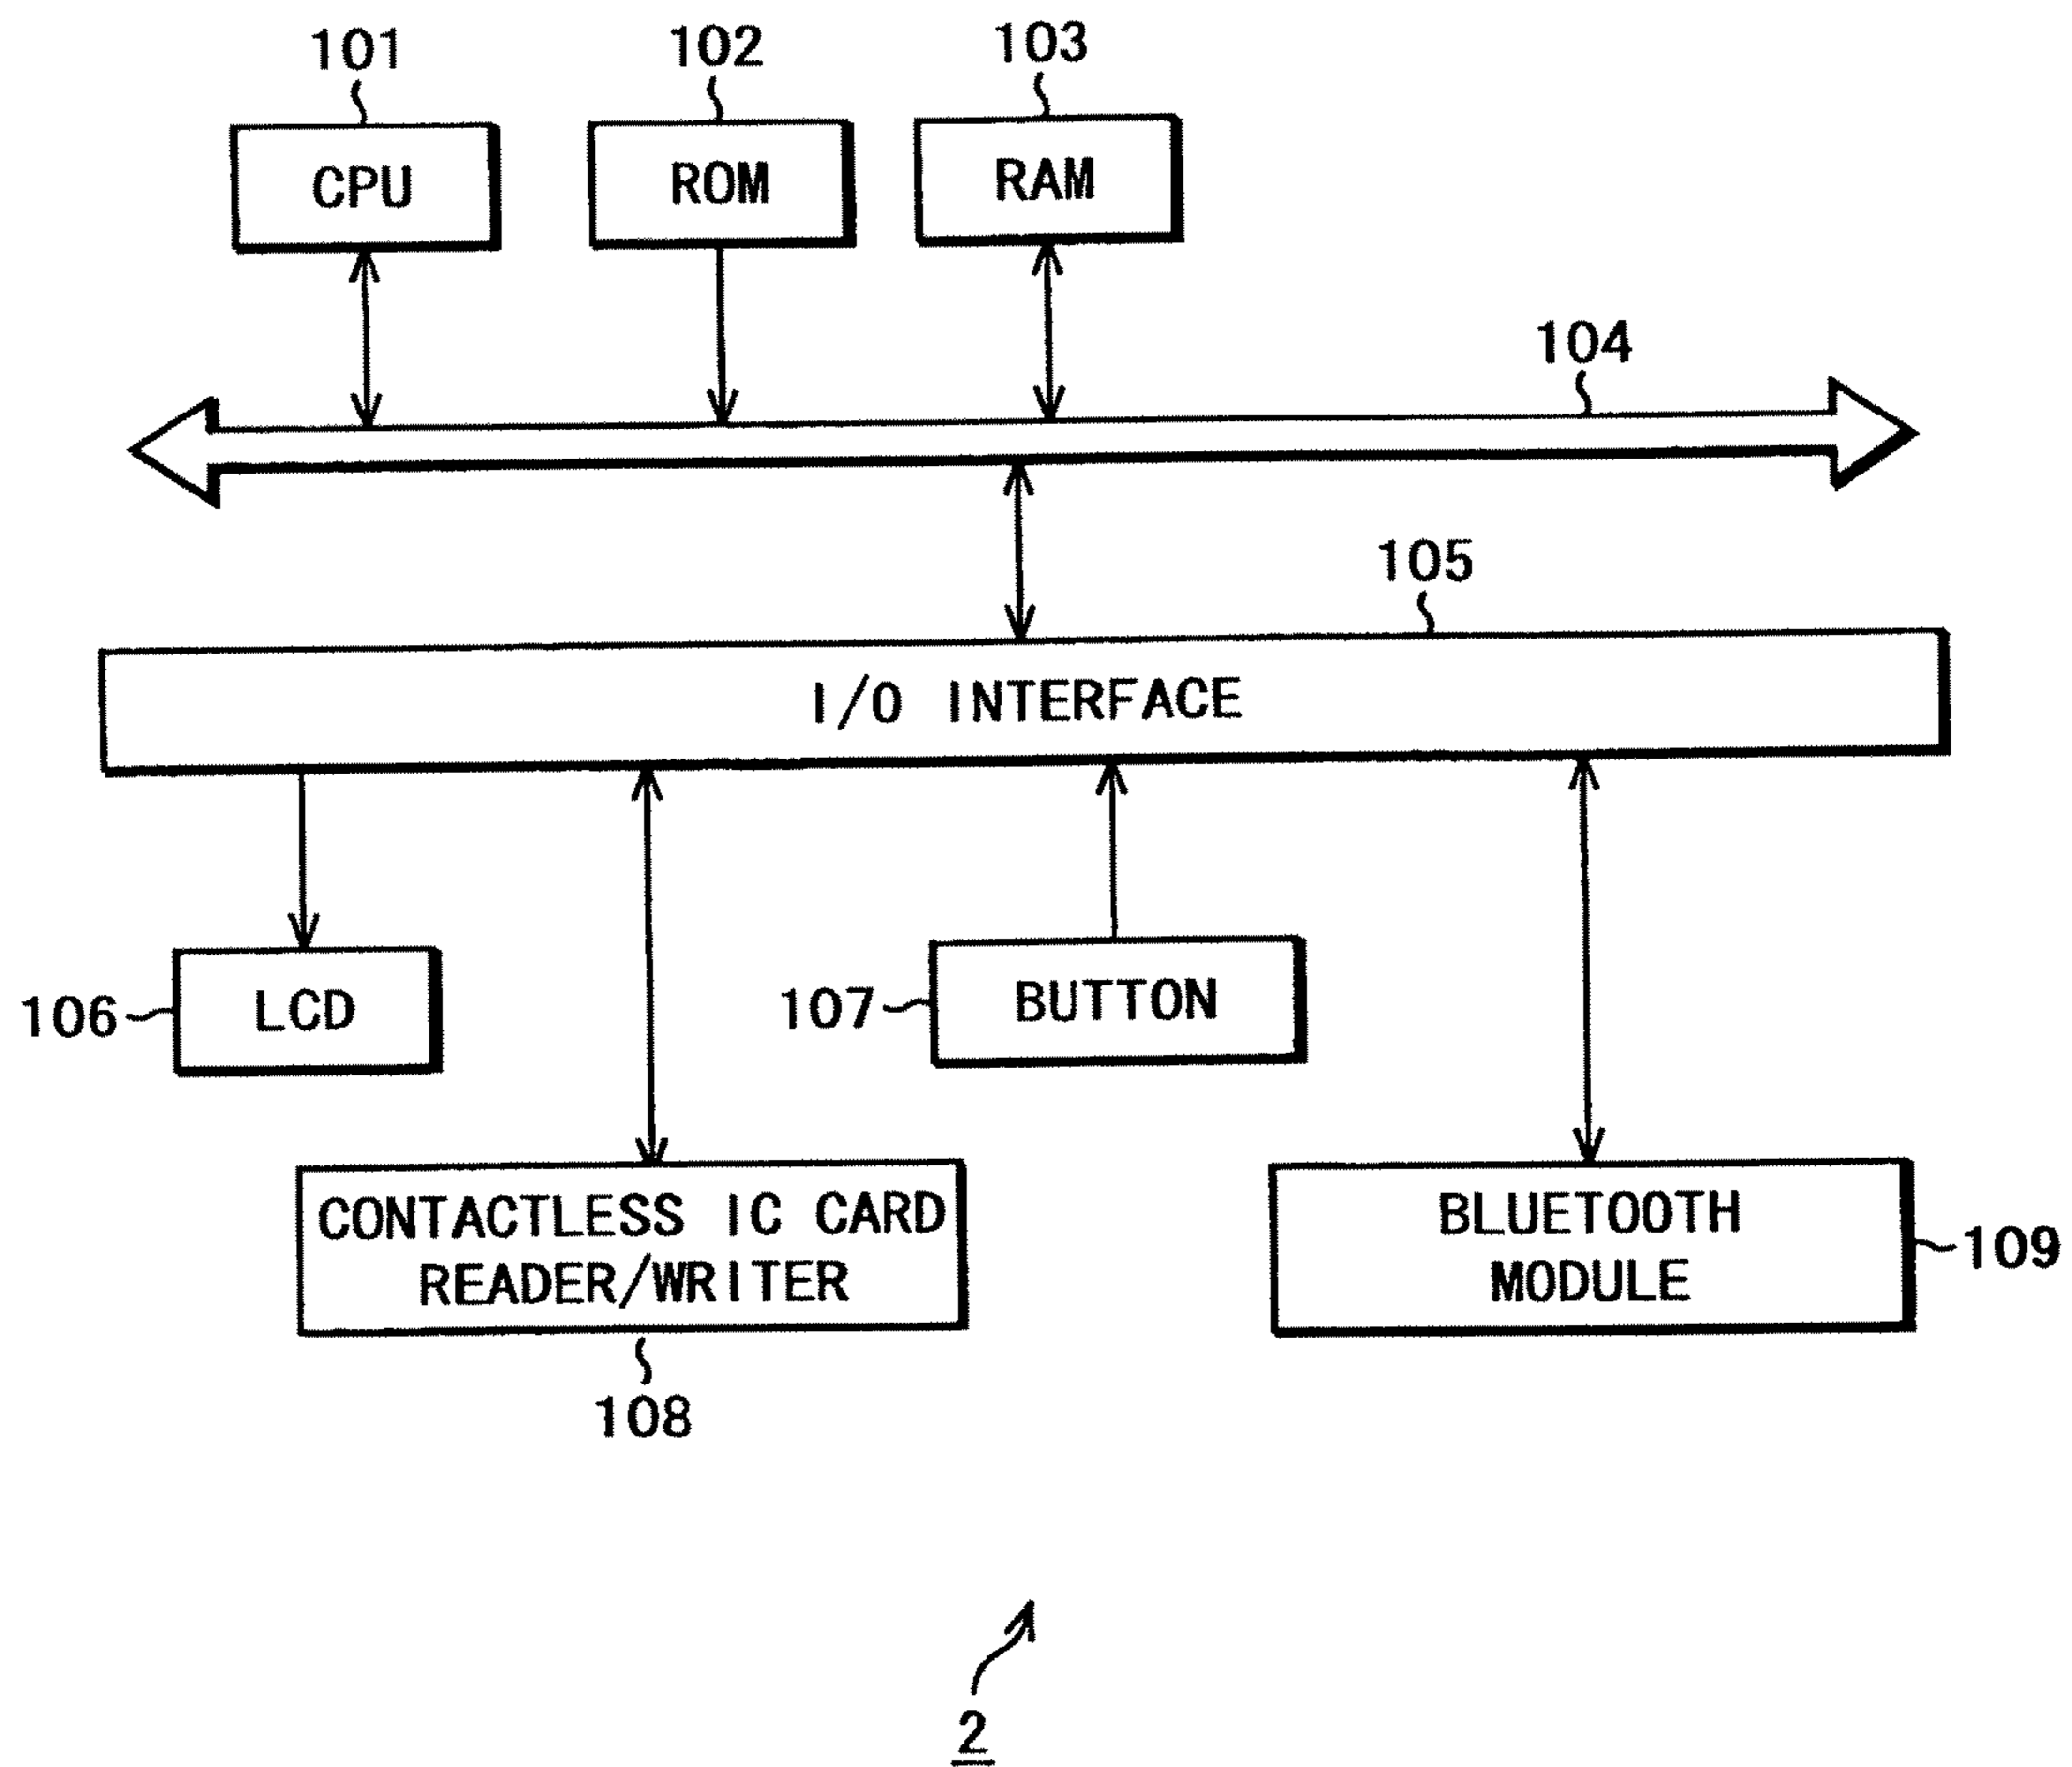 101 102 103
CPU ROM RAM
104
105
I/O INTERFACE
106 LCD 107 BUTTON
CONTACTLESS IC CARD
READER/WRITER
BLUETOOTH
MODULE
109
108
2